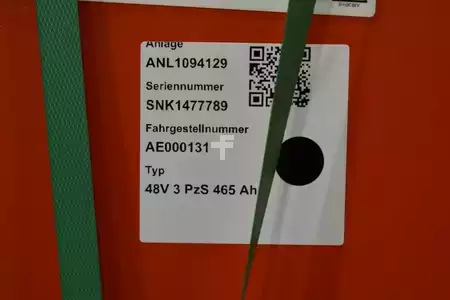 Anlage
ANL1094129
Seriennummer
SNK1477789
Fahrgestellnummer
AE000131
Typ
48V 3 PzS 465 Ah